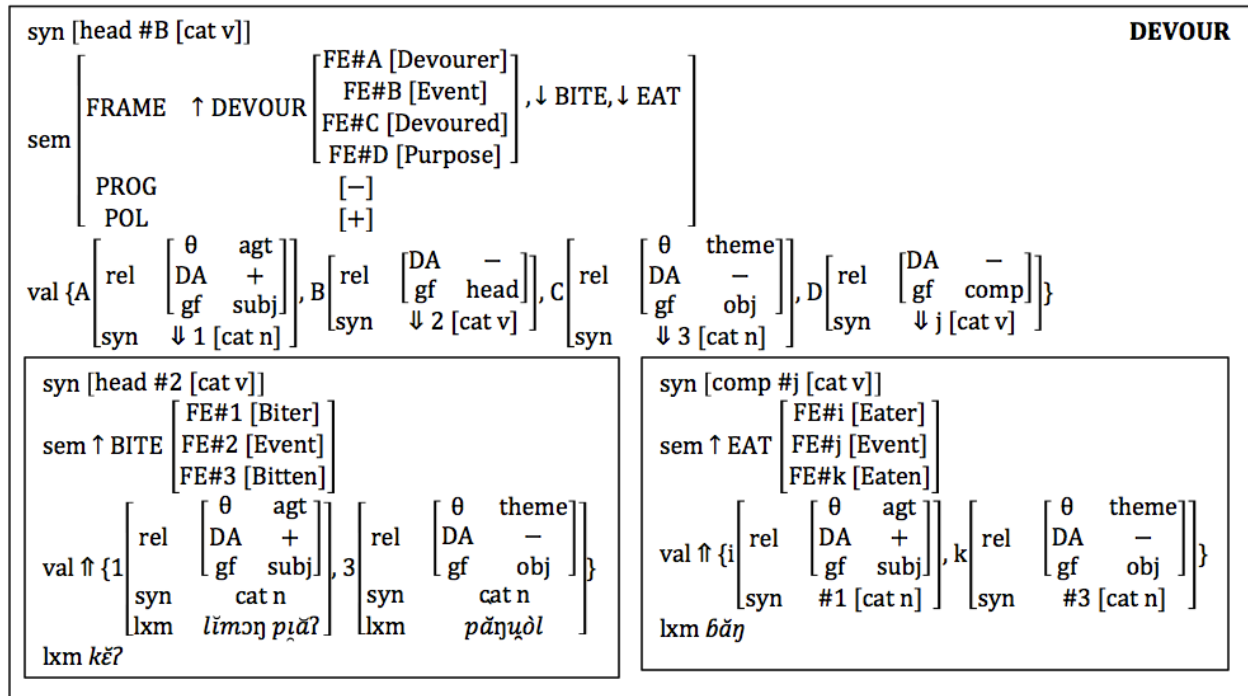 syn [head #B [cat v]] DEVOUR
FE#A [Devourer]
FE#B [Event]
FRAME ↑ DEVOUR , ↓ BITE, ↓ EAT
FE#C [Devoured]
sem
FE#D [Purpose]
PROG [−]
POL [+]
θ agt θ theme
rel DA + rel DA − rel DA − rel DA −
val {A , B , C , D }
gf subj gf head gf obj gf comp
syn ⇓ 1 [cat n] syn ⇓ 2 [cat v] syn ⇓ 3 [cat n] syn ⇓ j [cat v]
syn [head #2 [cat v]]
FE#1 [Biter]
sem ↑ BITE FE#2 [Event]
FE#3 [Bitten]
θ agt θ theme
rel DA + rel DA −
val ⇑ {1 , 3 }
gf subj gf obj
syn cat n syn cat n
lxm lǐmɔŋ pı̯ǎʔ lxm pǎŋu̯òl
lxm kɛ̌ʔ
syn [comp #j [cat v]]
FE#i [Eater]
sem ↑ EAT FE#j [Event]
FE#k [Eaten]
θ agt θ theme
rel DA + rel DA −
val ⇑ {i , k }
gf subj gf obj
syn #1 [cat n] syn #3 [cat n]
lxm ɓǎŋ